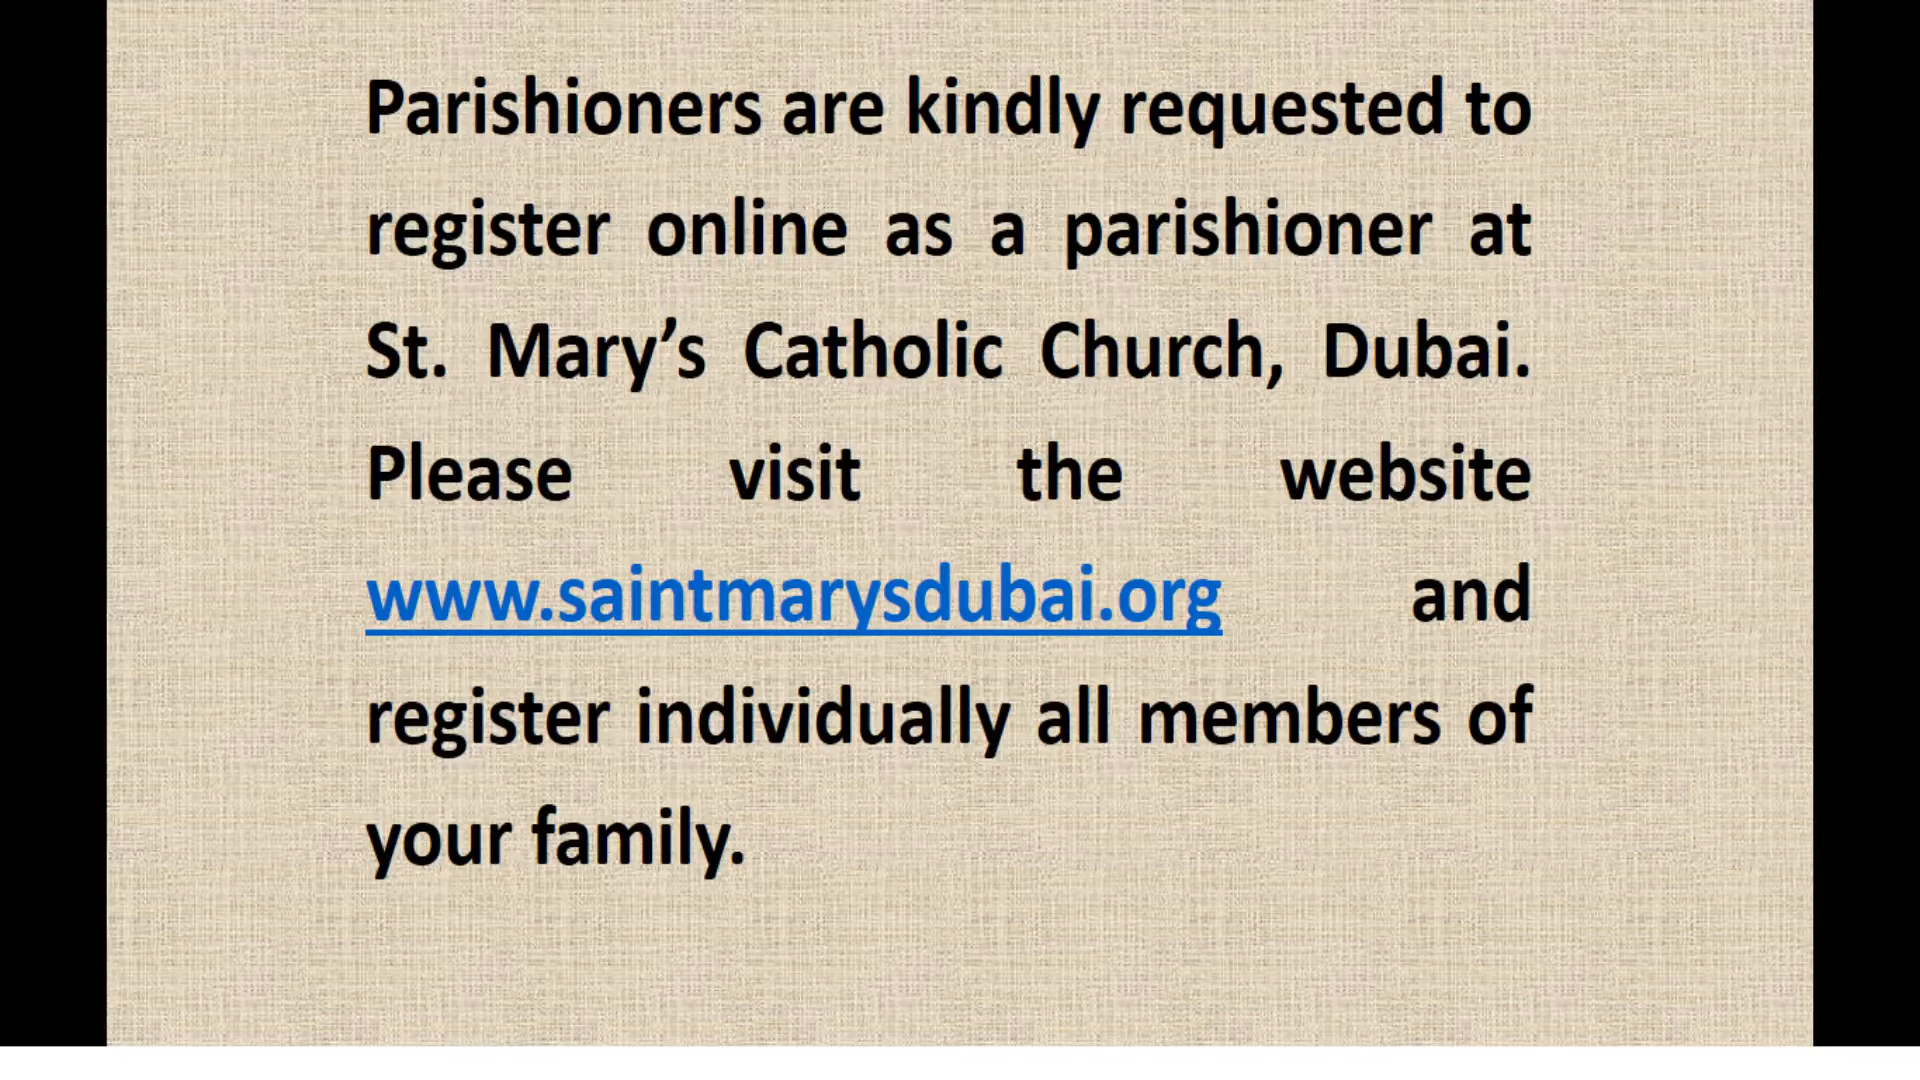 Parishioners are kindly requested to
register online as a parishioner at
St. Mary’s Catholic Church, Dubai.
Please visit the website
www.saintmarysdubai.org and
register individually all members of
your family.